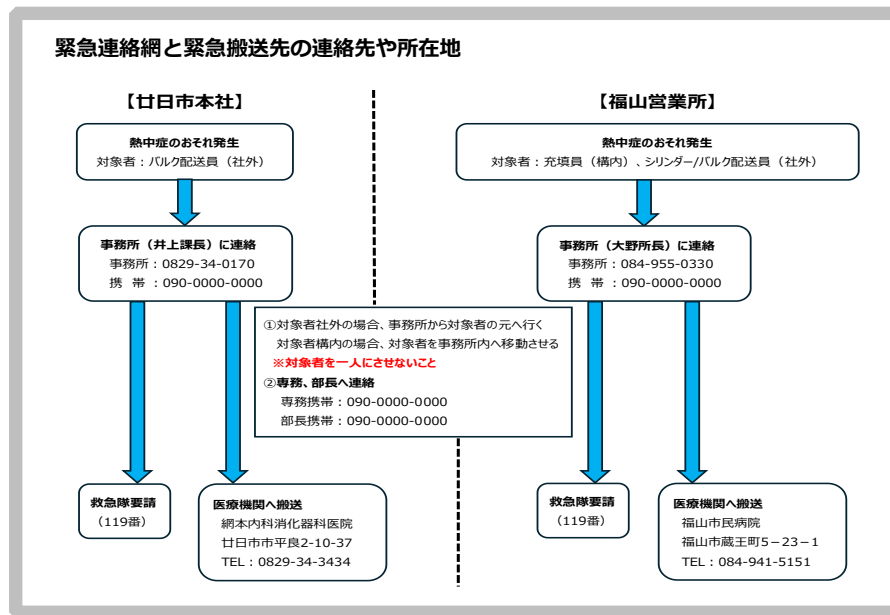 緊急連絡網と緊急搬送先の連絡先や所在地
【廿日市本社】
熱中症のおそれ発生
対象者：バルク配送員（社外）
事務所（井上課長）に連絡
事務所：0829-34-0170
携　帯：090-0000-0000
【福山営業所】
熱中症のおそれ発生
対象者：充填員（構内）、シリンダー/バルク配送員（社外）
事務所（大野所長）に連絡
事務所：084-955-0330
携　帯：090-0000-0000
①対象者社外の場合、事務所から対象者の元へ行く
対象者構内の場合、対象者を事務所内へ移動させる
※対象者を一人にさせないこと
②専務、部長へ連絡
専務携帯：090-0000-0000
部長携帯：090-0000-0000
救急隊要請
（119番）
医療機関へ搬送
網本内科消化器科医院
廿日市市平良2-10-37
TEL：0829-34-3434
救急隊要請
（119番）
医療機関へ搬送
福山市民病院
福山市蔵王町5－23－1
TEL：084-941-5151